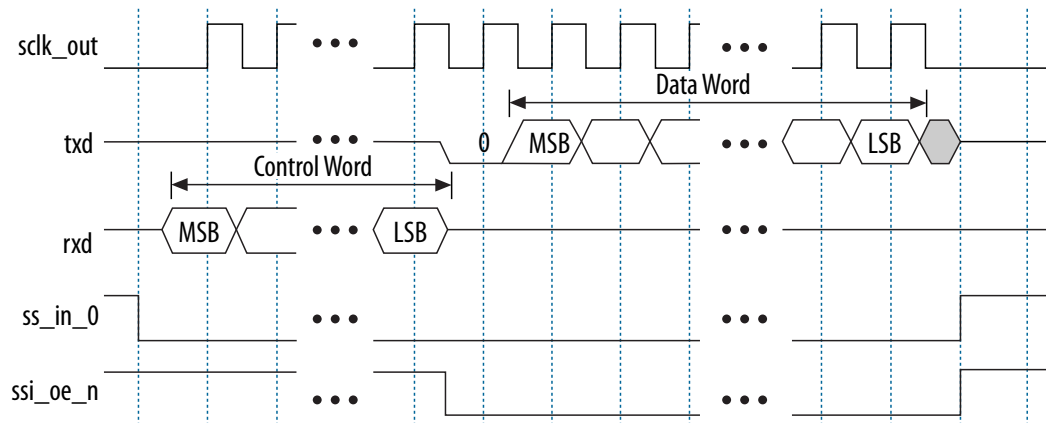 sclk_out
Data Word
txd
0
MSB
LSB
Control Word
rxd
MSB
LSB
ss_in_0
ssi_oe_n